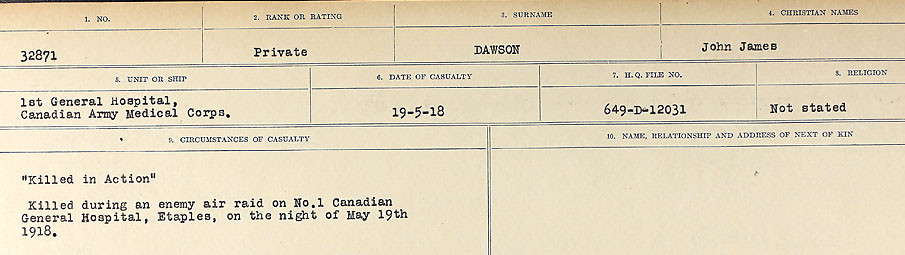 1. NO.
2. RANK OR RATING
3. SURNAME
4. CHRISTIAN NAMES
32871
Private
DAWSON
John James
5. UNIT OR SHIP
6. DATE OF CASUALTY
7. H.Q. FILE NO.
8. RELIGION
1st General Hospital,
Canadian Army Medical Corps.
19-5-18
649-D-12031
Not stated
9. CIRCUMSTANCES OF CASUALTY
10. NAME, RELATIONSHIP AND ADDRESS OF NEXT OF KIN
"Killed in Action"
Killed during an enemy air raid on No.1 Canadian
General Hospital, Etaples, on the night of May 19th
1918.